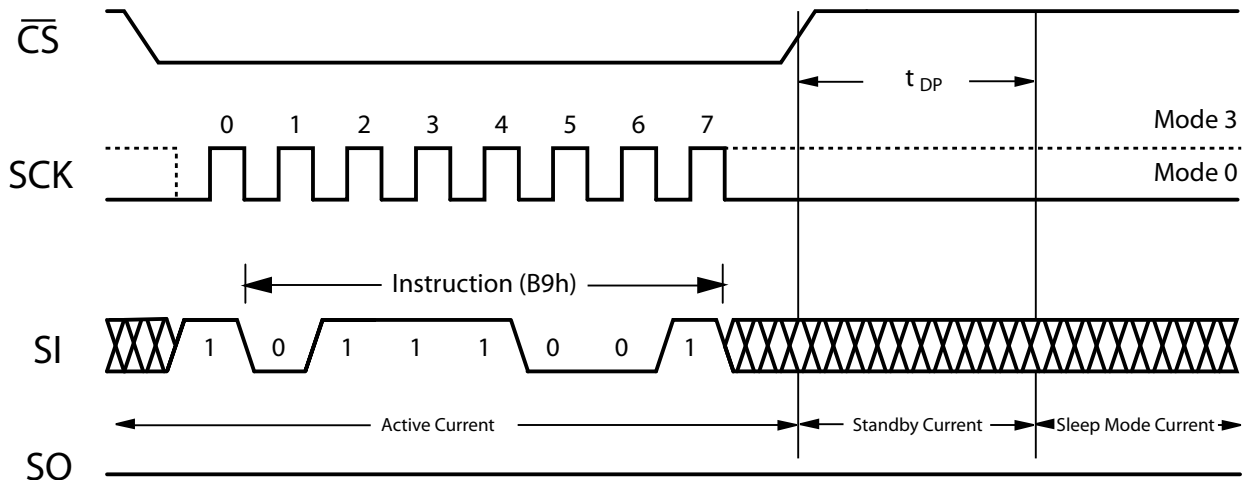 CS
t DP
0 1 2 3 4 5 6 7
Mode 3
SCK
Mode 0
Instruction (B9h)
SI
1 0 1 1 1 0 0 1
Active Current
Standby Current
Sleep Mode Current
SO